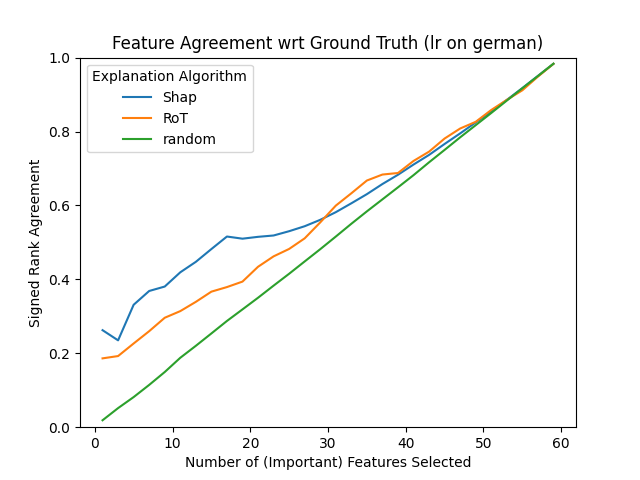 Feature Agreement wrt Ground Truth (lr on german)
Explanation Algorithm
Shap
RoT
random
1.0
0.8
0.6
0.4
0.2
0.0
Signed Rank Agreement
0 10 20 30 40 50 60
Number of (Important) Features Selected